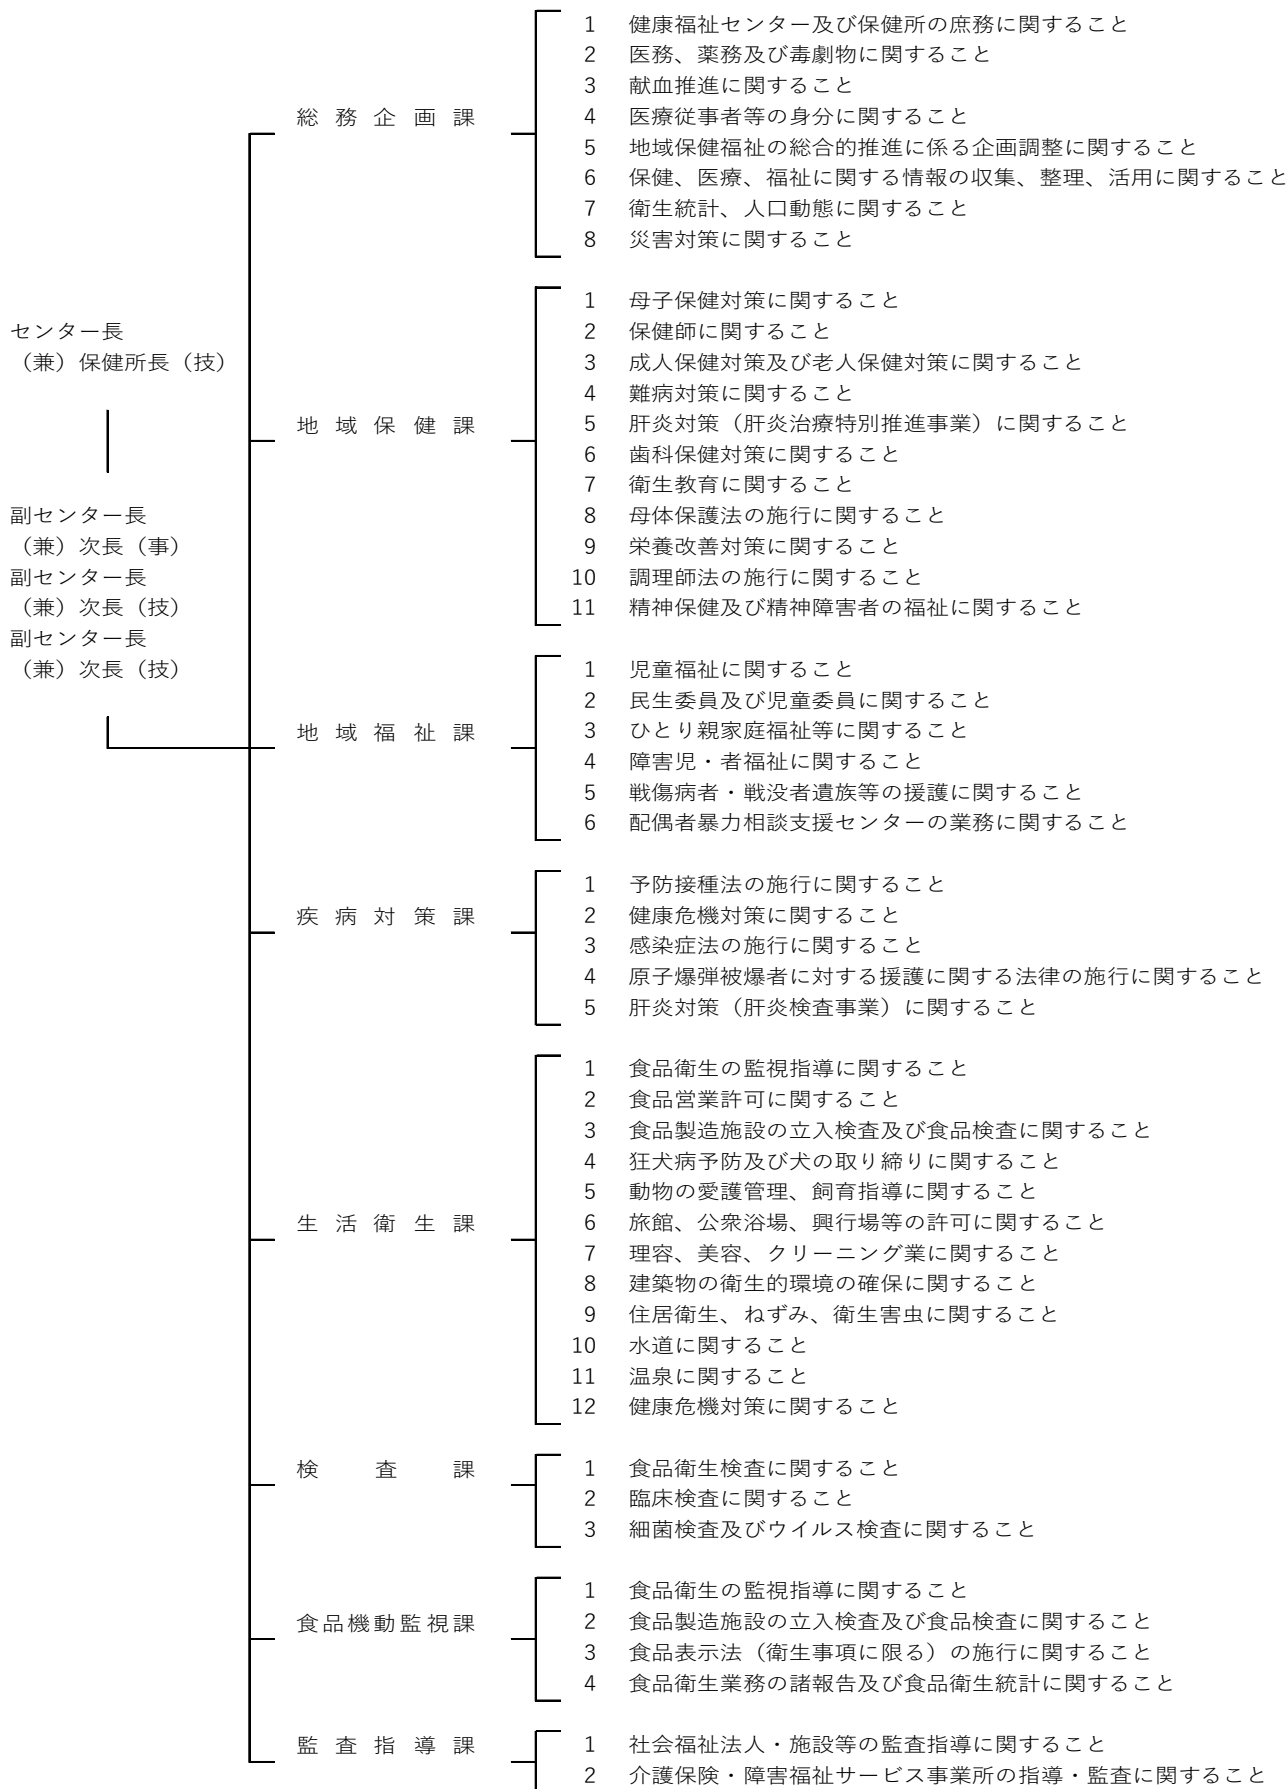 センター長
（兼）保健所長（技）
副センター長
（兼）次長（事）
副センター長
（兼）次長（技）
副センター長
（兼）次長（技）
総務企画課
1 健康福祉センター及び保健所の庶務に関すること
2 医務、薬務及び毒劇物に関すること
3 献血推進に関すること
4 医療従事者等の身分に関すること
5 地域保健福祉の総合的推進に係る企画調整に関すること
6 保健、医療、福祉に関する情報の収集、整理、活用に関すること
7 衛生統計、人口動態に関すること
8 災害対策に関すること
地域保健課
1 母子保健対策に関すること
2 保健師に関すること
3 成人保健対策及び老人保健対策に関すること
4 難病対策に関すること
5 肝炎対策（肝炎治療特別推進事業）に関すること
6 歯科保健対策に関すること
7 衛生教育に関すること
8 母体保護法の施行に関すること
9 栄養改善対策に関すること
10 調理師法の施行に関すること
11 精神保健及び精神障害者の福祉に関すること
地域福祉課
1 児童福祉に関すること
2 民生委員及び児童委員に関すること
3 ひとり親家庭福祉等に関すること
4 障害児・者福祉に関すること
5 戦傷病者・戦没者遺族等の援護に関すること
6 配偶者暴力相談支援センターの業務に関すること
疾病対策課
1 予防接種法の施行に関すること
2 健康危機対策に関すること
3 感染症法の施行に関すること
4 原子爆弾被爆者に対する援護に関する法律の施行に関すること
5 肝炎対策（肝炎検査事業）に関すること
生活衛生課
1 食品衛生の監視指導に関すること
2 食品営業許可に関すること
3 食品製造施設の立入検査及び食品検査に関すること
4 狂犬病予防及び犬の取り締りに関すること
5 動物の愛護管理、飼育指導に関すること
6 旅館、公衆浴場、興行場等の許可に関すること
7 理容、美容、クリーニング業に関すること
8 建築物の衛生的環境の確保に関すること
9 住居衛生、ねずみ、衛生害虫に関すること
10 水道に関すること
11 温泉に関すること
12 健康危機対策に関すること
検査課
1 食品衛生検査に関すること
2 臨床検査に関すること
3 細菌検査及びウイルス検査に関すること
食品機動監視課
1 食品衛生の監視指導に関すること
2 食品製造施設の立入検査及び食品検査に関すること
3 食品表示法（衛生事項に限る）の施行に関すること
4 食品衛生業務の諸報告及び食品衛生統計に関すること
監査指導課
1 社会福祉法人・施設等の監査指導に関すること
2 介護保険・障害福祉サービス事業所の指導・監査に関すること